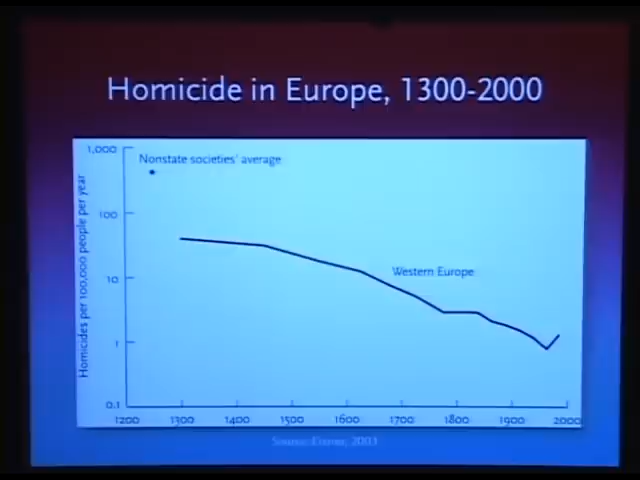 Homicide in Europe, 1300-2000
1,000
Nonstate societies' average
100
Homicides per 100,000 people per year
10
Western Europe
1
0.1
1200 1300 1400 1500 1600 1700 1800 1900 2000
Source: Eisner, 2003